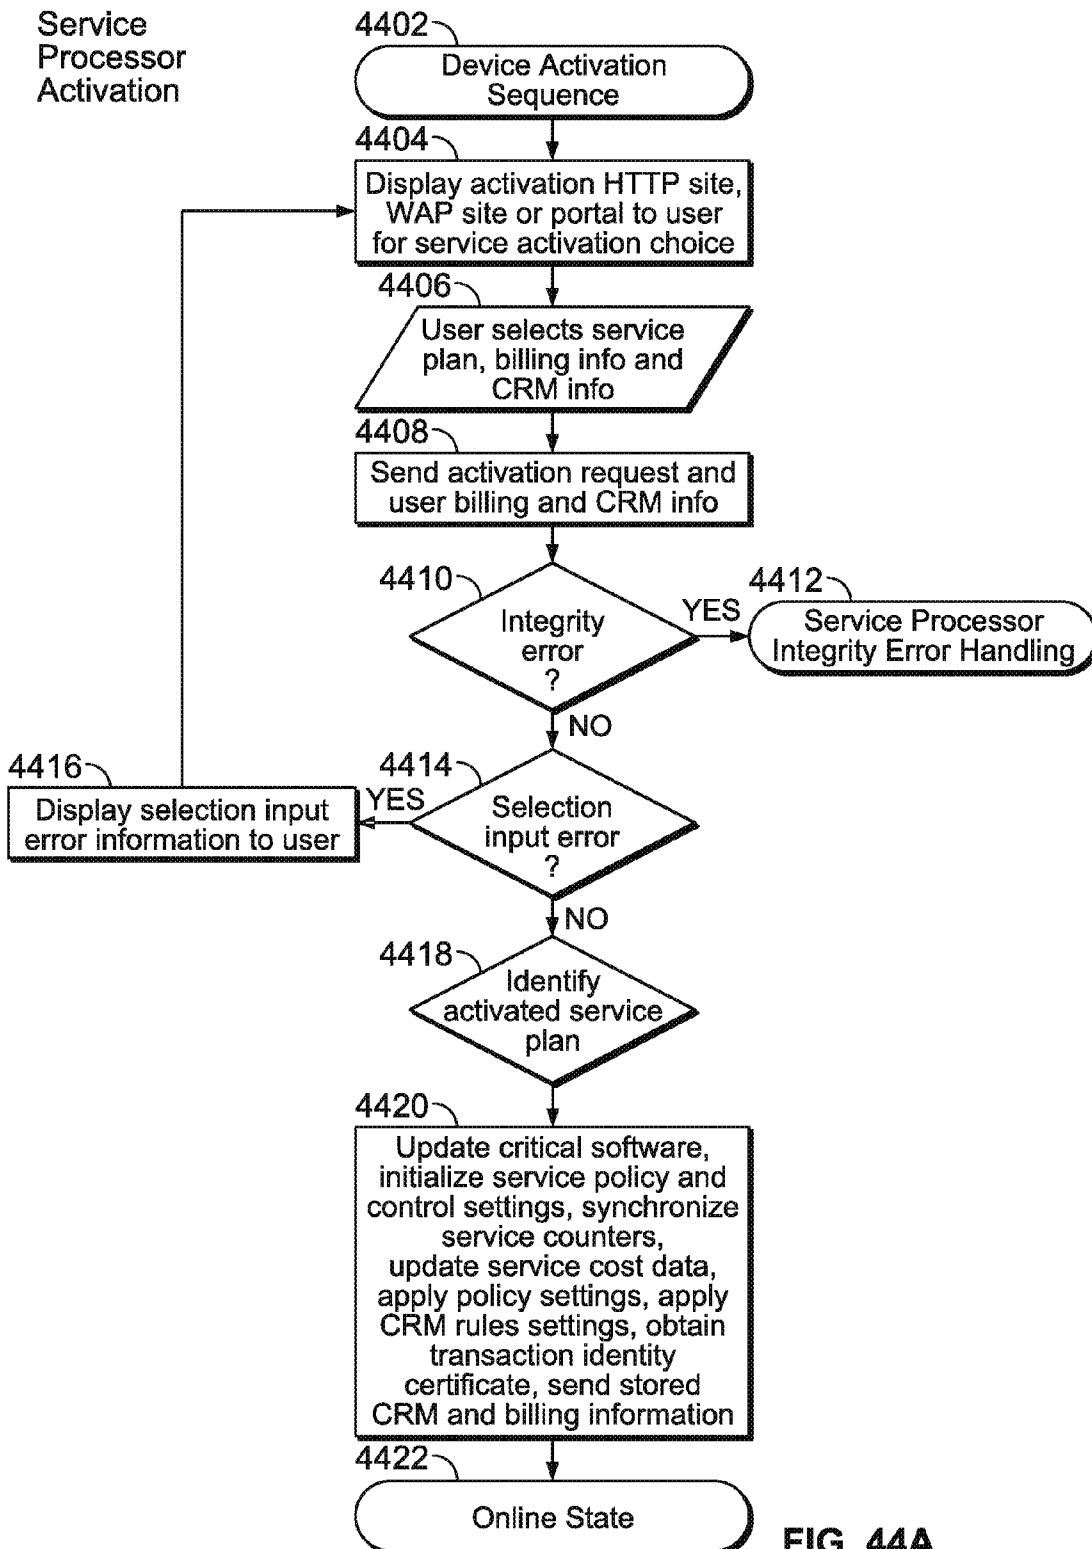 Service
Processor
Activation
4402
Device Activation
Sequence
4404
Display activation HTTP site,
WAP site or portal to user
for service activation choice
4406
User selects service
plan, billing info and
CRM info
4408
Send activation request and
user billing and CRM info
4410
Integrity
error
?
YES
4412
Service Processor
Integrity Error Handling
NO
4414
Selection
input error
?
YES
4416
Display selection input
error information to user
NO
4418
Identify
activated service
plan
4420
Update critical software,
initialize service policy and
control settings, synchronize
service counters,
update service cost data,
apply policy settings, apply
CRM rules settings, obtain
transaction identity
certificate, send stored
CRM and billing information
4422
Online State
FIG. 44A